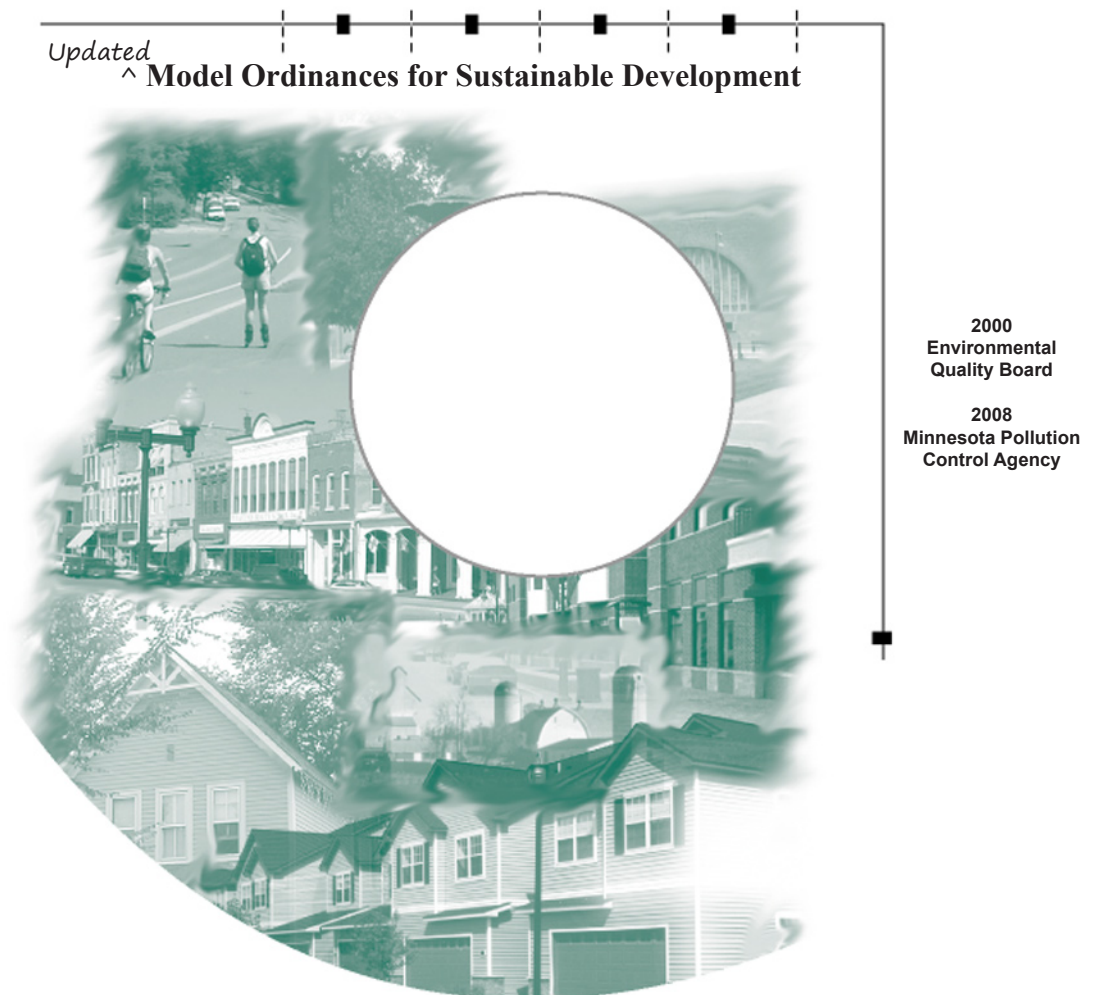 Updated
^ Model Ordinances for Sustainable Development
2000
Environmental
Quality Board
2008
Minnesota Pollution
Control Agency